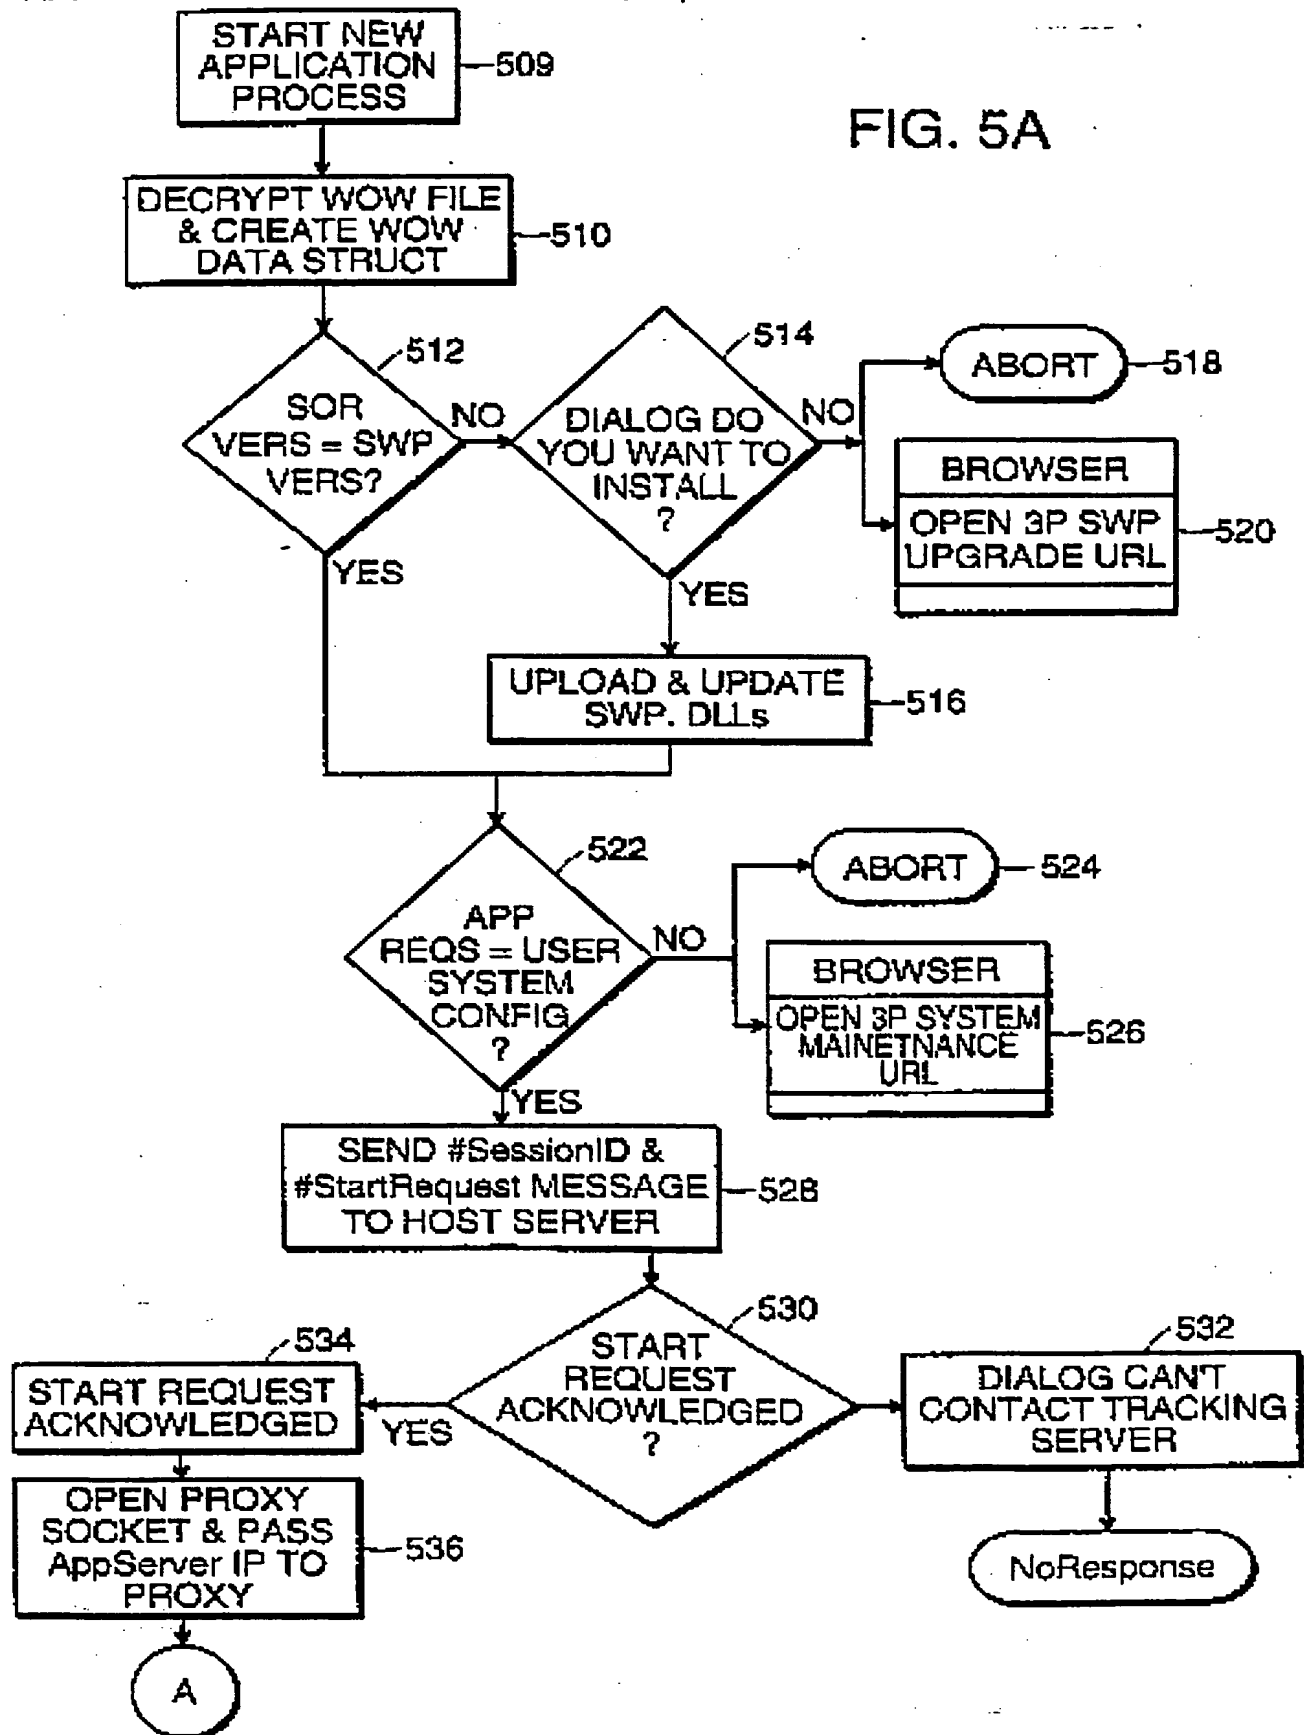 FIG. 5A
START NEW
APPLICATION
PROCESS
509
DECRYPT WOW FILE
& CREATE WOW
DATA STRUCT
510
512
SOR
VERS = SWP
VERS?
NO
YES
514
DIALOG DO
YOU WANT TO
INSTALL
?
NO
YES
ABORT
518
BROWSER
OPEN 3P SWP
UPGRADE URL
520
UPLOAD & UPDATE
SWP. DLLs
516
522
APP
REQS = USER
SYSTEM
CONFIG
?
NO
YES
ABORT
524
BROWSER
OPEN 3P SYSTEM
MAINETNANCE
URL
526
SEND #SessionID &
#StartRequest MESSAGE
TO HOST SERVER
528
530
START
REQUEST
ACKNOWLEDGED
?
YES
534
START REQUEST
ACKNOWLEDGED
532
DIALOG CAN'T
CONTACT TRACKING
SERVER
OPEN PROXY
SOCKET & PASS
AppServer IP TO
PROXY
536
NoResponse
A